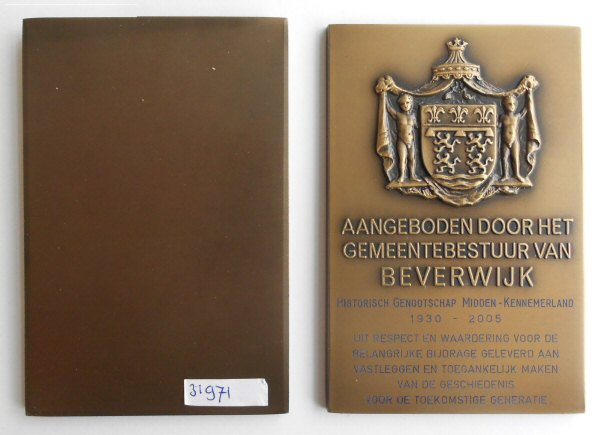 31971
AANGEBODEN DOOR HET
GEMEENTEBESTUUR VAN
BEVERWIJK
HISTORISCH GENOOTSCHAP MIDDEN-KENNEMERLAND
1930 - 2005
UIT RESPECT EN WAARDERING VOOR DE
BELANGRIJKE BIJDRAGE GELEVERD AAN
VASTLEGGEN EN TOEGANKELIJK MAKEN
VAN DE GESCHIEDENIS
VOOR DE TOEKOMSTIGE GENERATIE